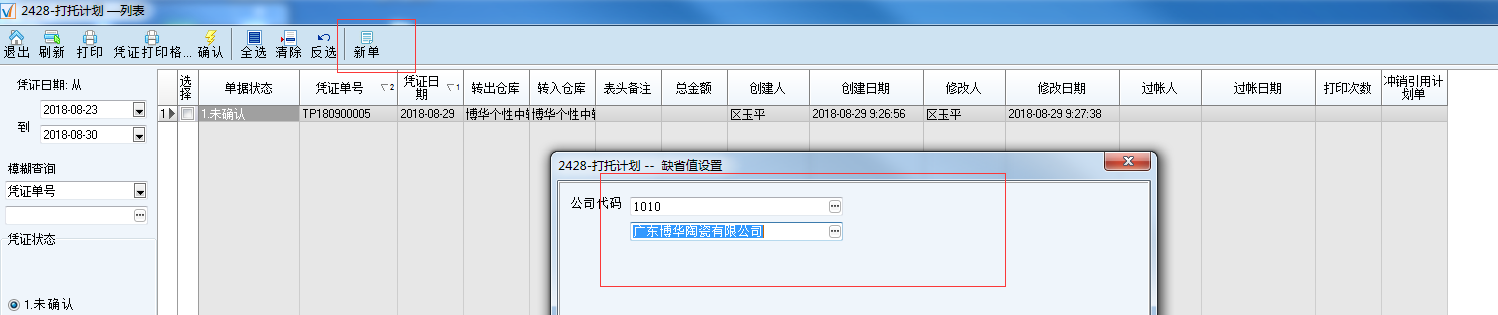 2428-打托计划 —列表
退出 刷新 打印 凭证打印格... 确认 全选 清除 反选 新单
凭证日期: 从
2018-08-23
到
2018-08-30
模糊查询
凭证单号
凭证状态
1.未确认
选择 单据状态 凭证单号 2 凭证日期 1 转出仓库 转入仓库 表头备注 总金额 创建人 创建日期 修改人 修改日期 过帐人 过帐日期 打印次数 冲销引用计划单
1 1.未确认 TP180900005 2018-08-29 博华个性中 博华个性中 区玉平 2018-08-29 9:26:56 区玉平 2018-08-29 9:27:38
2428-打托计划 -- 缺省值设置
公司代码 1010
广东博华陶瓷有限公司